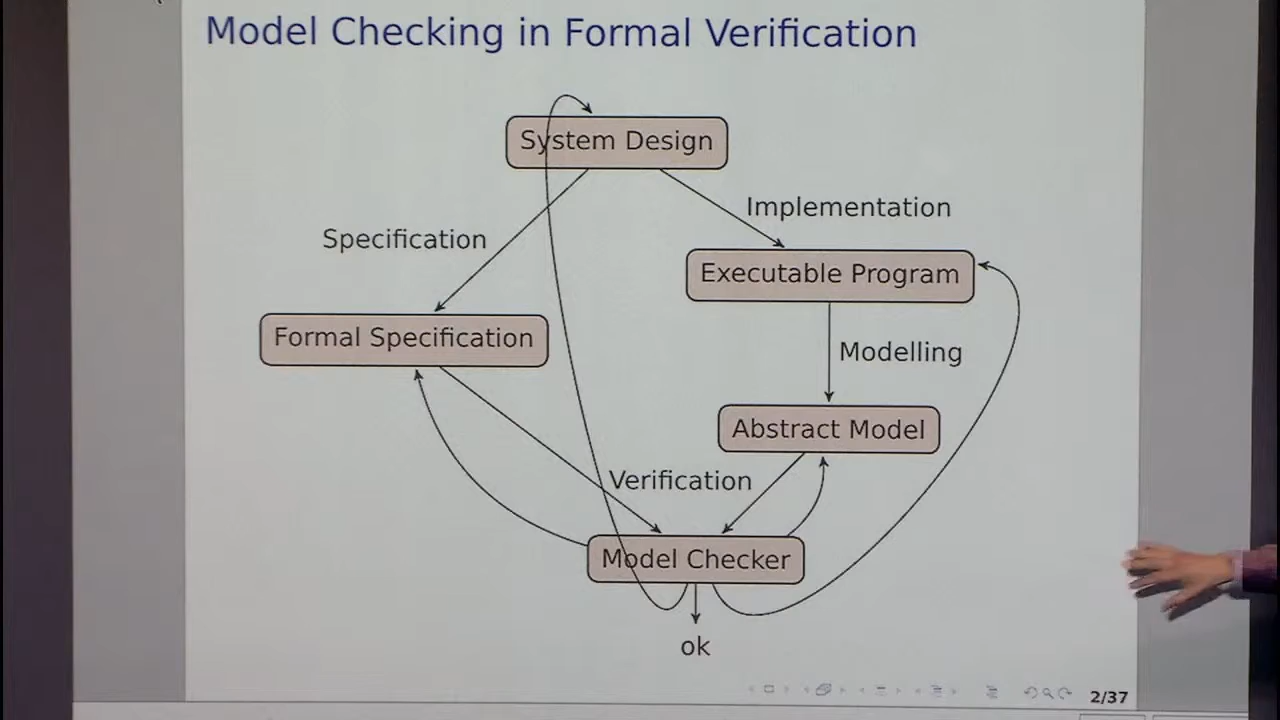 Model Checking in Formal Verification
System Design
Implementation
Specification
Executable Program
Formal Specification
Modelling
Abstract Model
Verification
Model Checker
ok
2/37